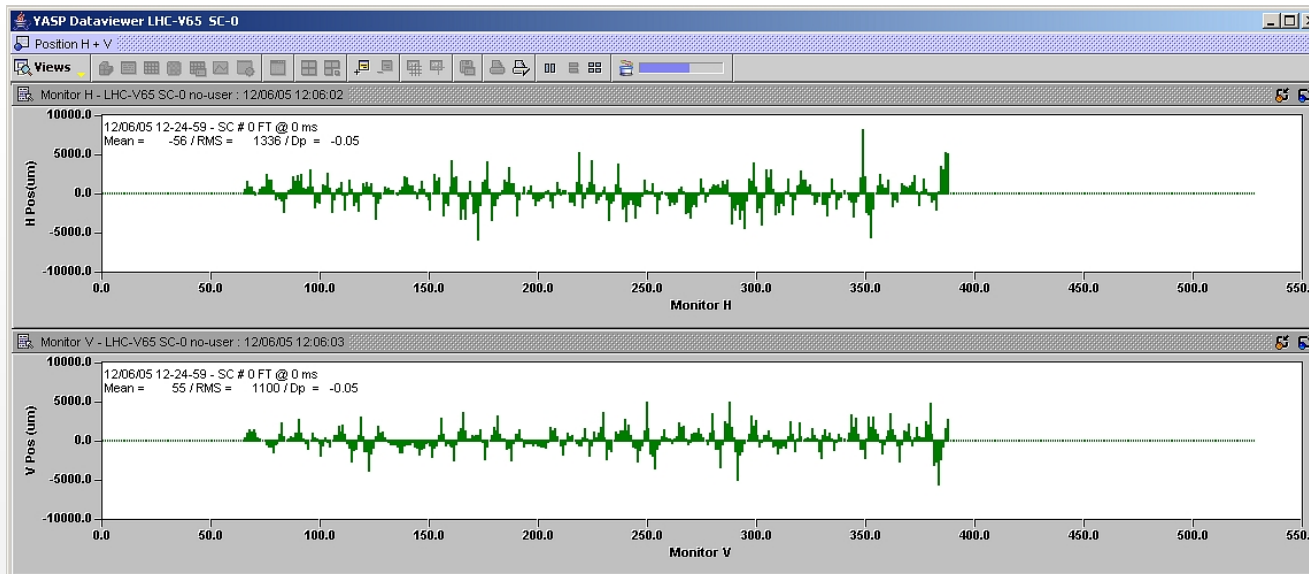 YASP Dataviewer LHC-V65 SC-0
Position H + V
Views
Monitor H - LHC-V65 SC-0 no-user : 12/06/05 12:06:02
12/06/05 12-24-59 - SC # 0 FT @ 0 ms
Mean = -56 / RMS = 1336 / Dp = -0.05
H Pos(um)
10000.0
5000.0
0.0
-5000.0
-10000.0
0.0 50.0 100.0 150.0 200.0 250.0 300.0 350.0 400.0 450.0 500.0 550.0
Monitor H
Monitor V - LHC-V65 SC-0 no-user : 12/06/05 12:06:03
12/06/05 12-24-59 - SC # 0 FT @ 0 ms
Mean = 55 / RMS = 1100 / Dp = -0.05
V Pos (um)
10000.0
5000.0
0.0
-5000.0
-10000.0
0.0 50.0 100.0 150.0 200.0 250.0 300.0 350.0 400.0 450.0 500.0 550.0
Monitor V